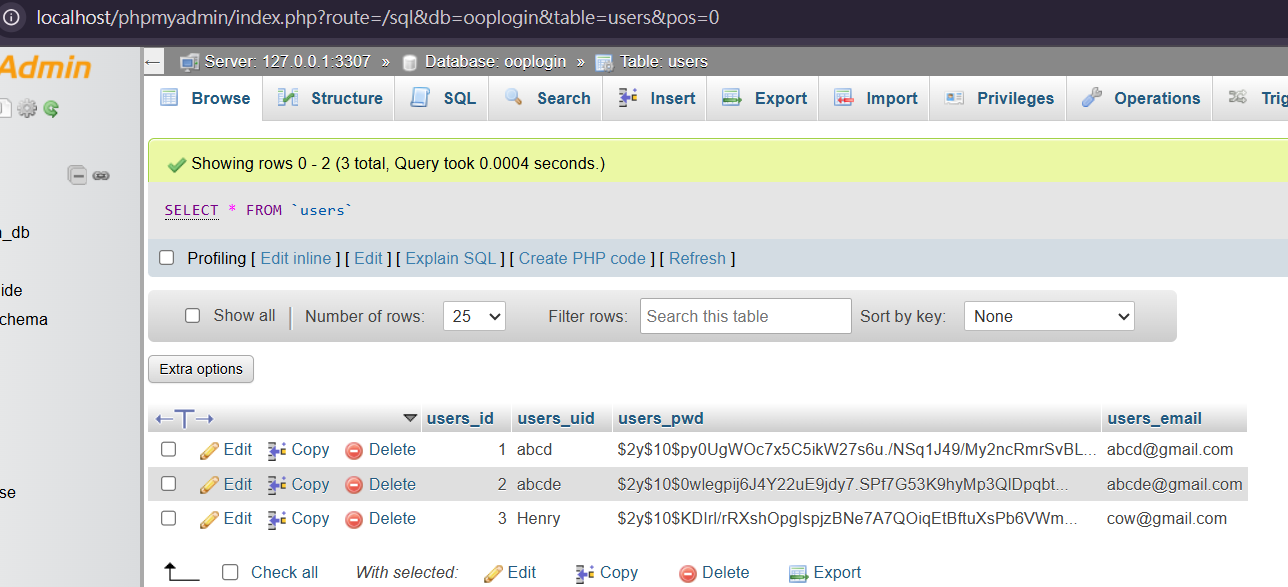 localhost/phpmyadmin/index.php?route=/sql&db=ooplogin&table=users&pos=0
Admin
Server: 127.0.0.1:3307 » Database: ooplogin » Table: users
Browse Structure SQL Search Insert Export Import Privileges Operations Trig
Showing rows 0 - 2 (3 total, Query took 0.0004 seconds.)
SELECT * FROM `users`
_db
Profiling [ Edit inline ] [ Edit ] [ Explain SQL ] [ Create PHP code ] [ Refresh ]
ide
chema
Show all Number of rows: 25 Filter rows: Search this table Sort by key: None
Extra options
users_id users_uid users_pwd users_email
Edit Copy Delete 1 abcd $2y$10$py0UgWOc7x5C5ikW27s6u./NSq1J49/My2ncRmrSvBL... abcd@gmail.com
Edit Copy Delete 2 abcde $2y$10$0wlegpij6J4Y22uE9jdy7.SPf7G53K9hyMp3QlDpqbt... abcde@gmail.com
se
Edit Copy Delete 3 Henry $2y$10$KDIrl/rRXshOpglspjzBNe7A7QOiqEtBftuXsPb6VWm... cow@gmail.com
Check all With selected: Edit Copy Delete Export